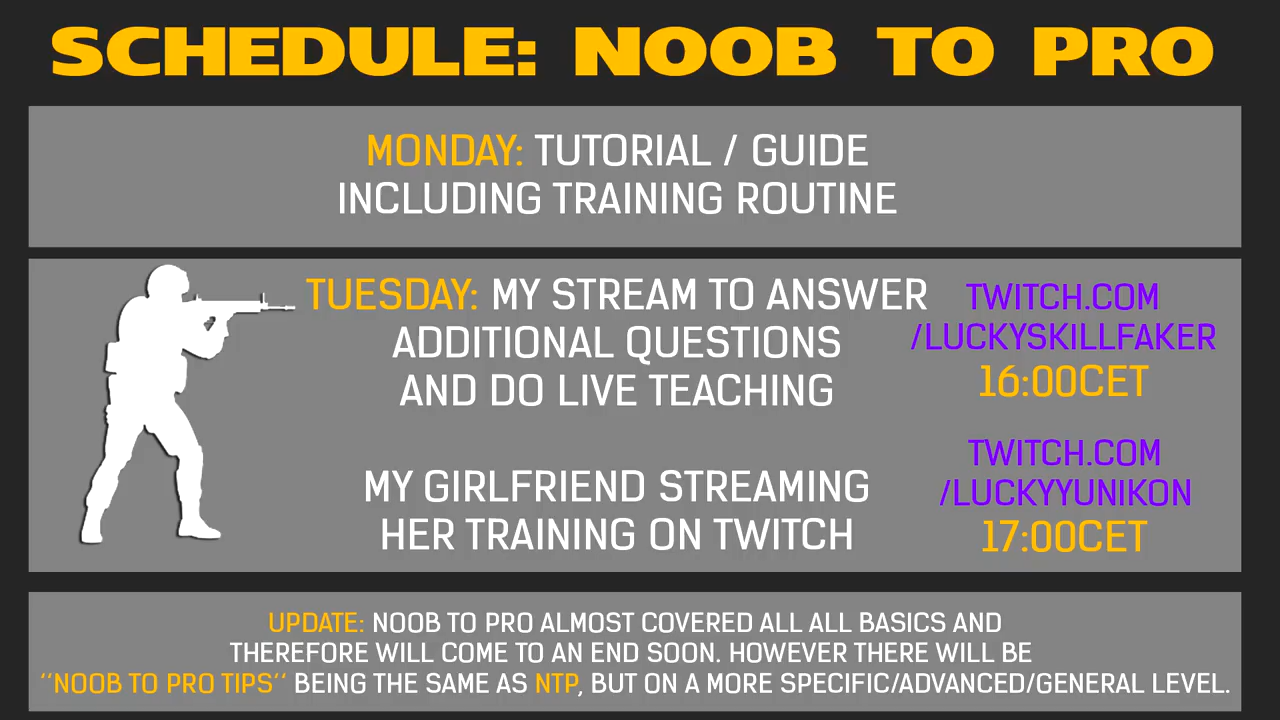 SCHEDULE: NOOB TO PRO
MONDAY: TUTORIAL / GUIDE
INCLUDING TRAINING ROUTINE
TUESDAY: MY STREAM TO ANSWER
ADDITIONAL QUESTIONS
AND DO LIVE TEACHING
TWITCH.COM
/LUCKYSKILLFAKER
16:00CET
MY GIRLFRIEND STREAMING
HER TRAINING ON TWITCH
TWITCH.COM
/LUCKYYUNIKON
17:00CET
UPDATE: NOOB TO PRO ALMOST COVERED ALL ALL BASICS AND
THEREFORE WILL COME TO AN END SOON. HOWEVER THERE WILL BE
"NOOB TO PRO TIPS" BEING THE SAME AS NTP, BUT ON A MORE SPECIFIC/ADVANCED/GENERAL LEVEL.